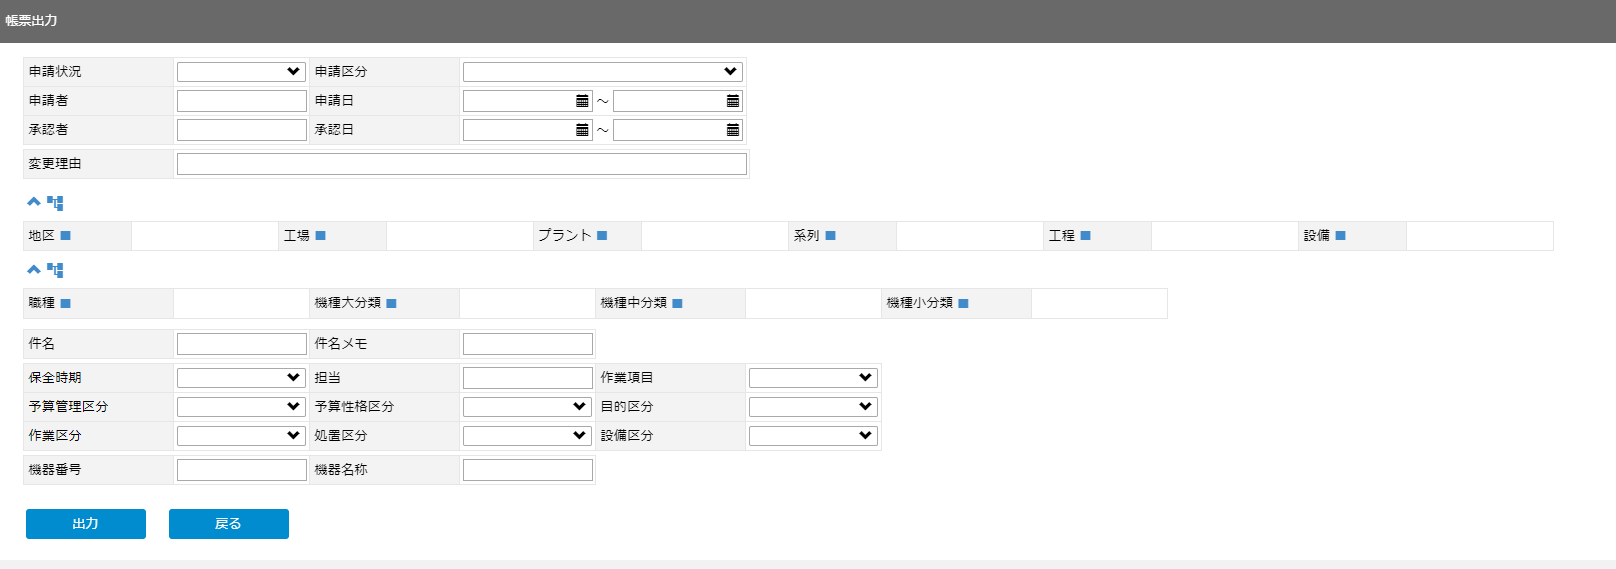 帳票出力
申請状況 申請区分
申請者 申請日 ～
承認者 承認日 ～
変更理由
地区 工場 プラント 系列 工程 設備
職種 機種大分類 機種中分類 機種小分類
件名 件名メモ
保全時期 担当 作業項目
予算管理区分 予算性格区分 目的区分
作業区分 処置区分 設備区分
機器番号 機器名称
出力 戻る